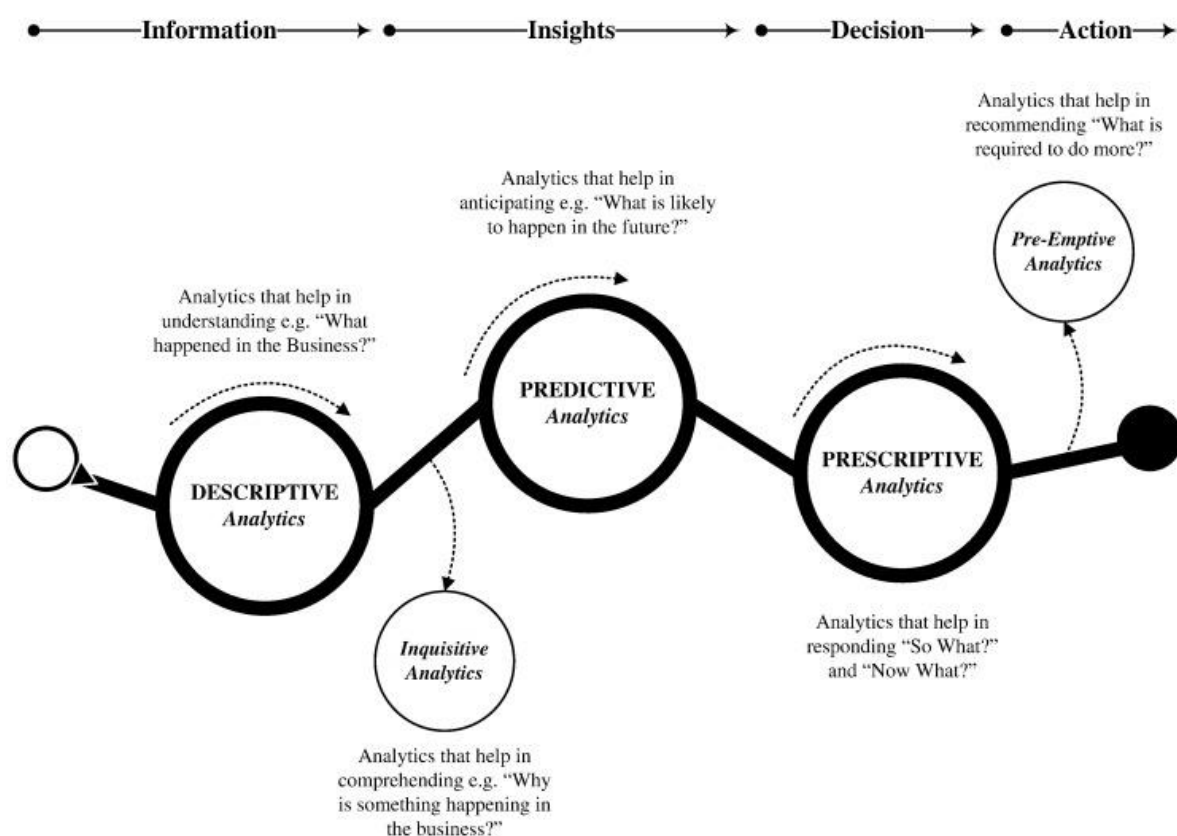 Information
Insights
Decision
Action
Analytics that help in
recommending “What is
required to do more?”
Pre-Emptive
Analytics
Analytics that help in
anticipating e.g. “What is likely
to happen in the future?”
Analytics that help in
understanding e.g. “What
happened in the Business?”
DESCRIPTIVE
Analytics
PREDICTIVE
Analytics
PRESCRIPTIVE
Analytics
Inquisitive
Analytics
Analytics that help in
responding “So What?”
and “Now What?”
Analytics that help in
comprehending e.g. “Why
is something happening in
the business?”